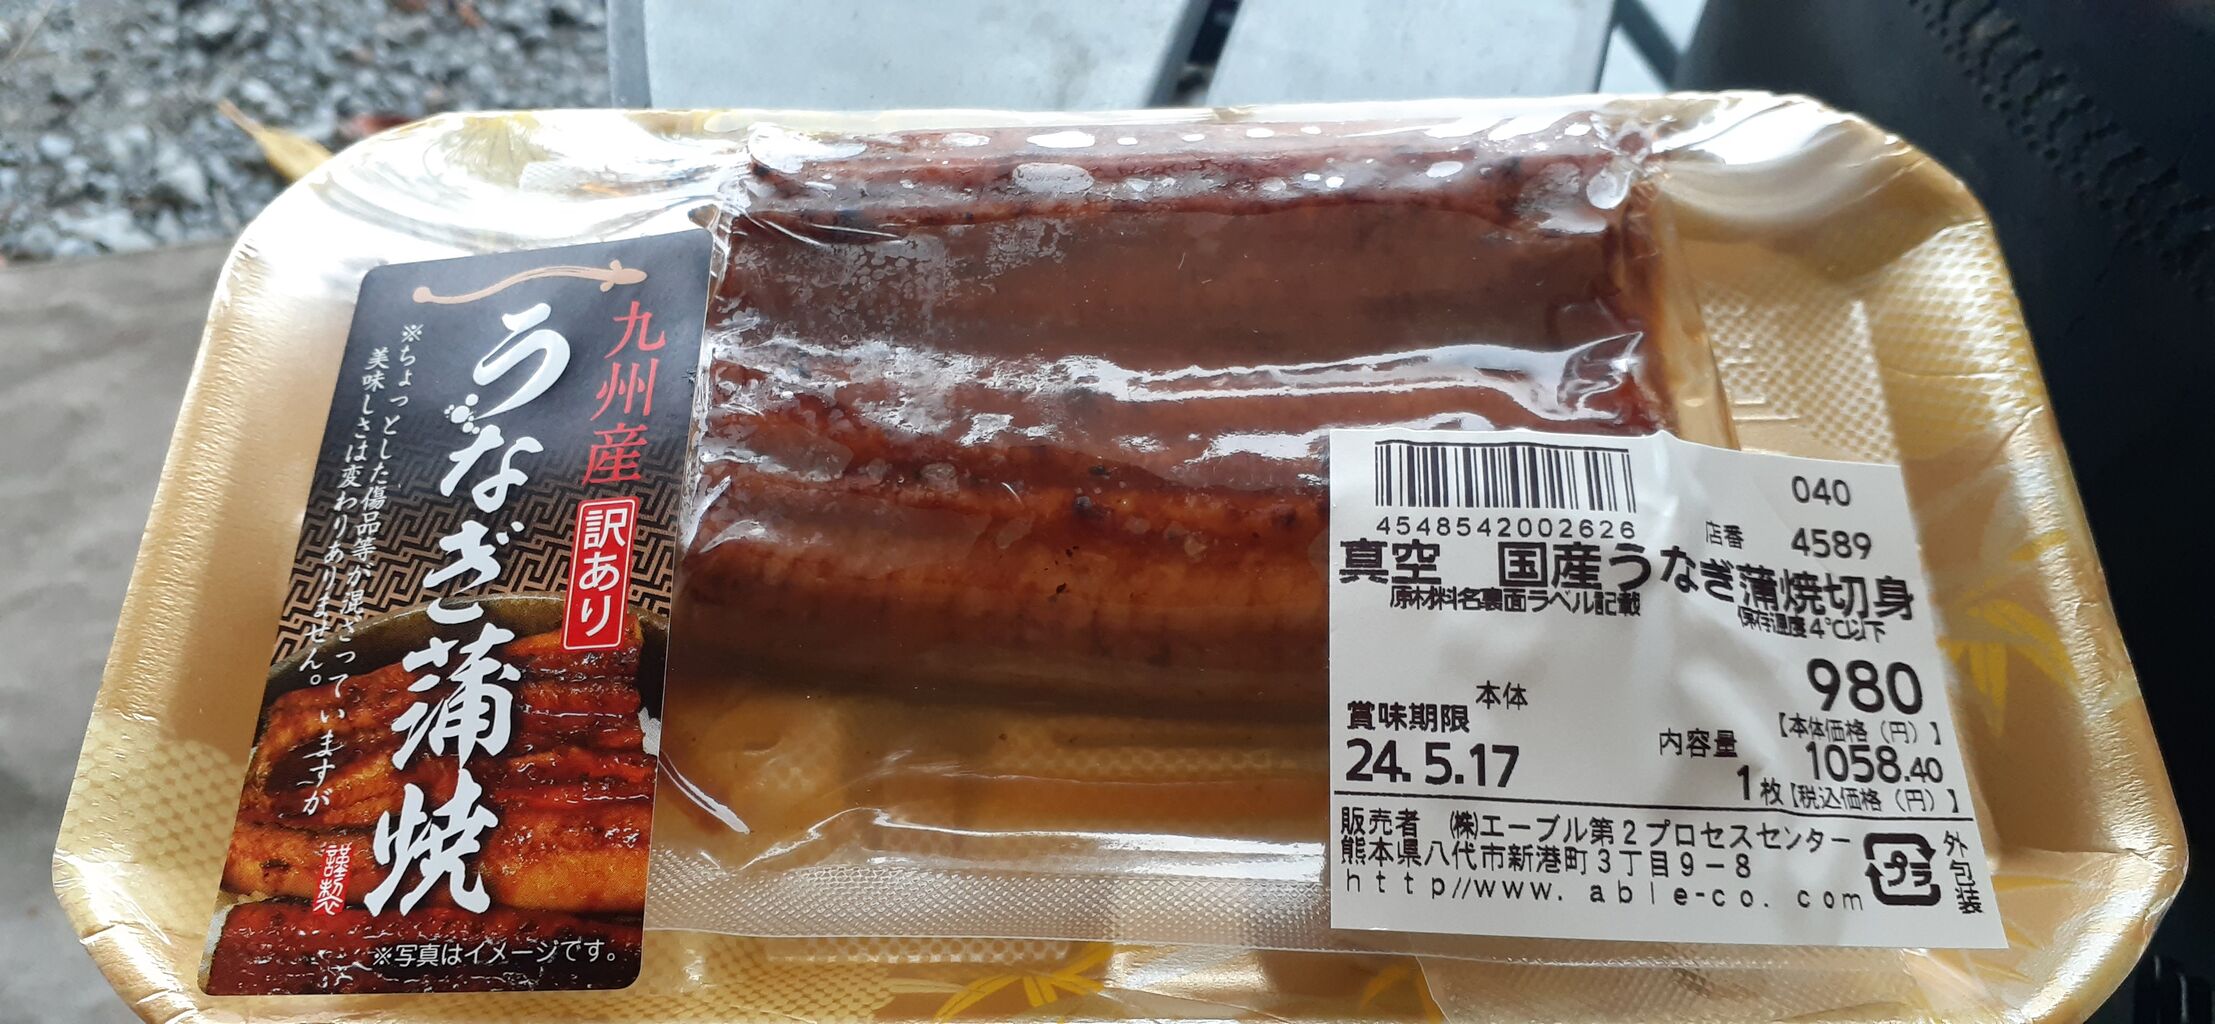 九州産
訳あり
うなぎ蒲焼
※ちょっとした傷品等が混ざっていますが
美味しさは変わりありません。
謹製
※写真はイメージです。
4548542002626
040
店番 4589
真空 国産うなぎ蒲焼切身
原材料名裏面ラベル記載
保存温度4℃以下
本体 980
【本体価格(円)】
賞味期限
24.5.17
内容量
1枚
1058.40
【税込価格(円)】
販売者 (株)エーブル第2プロセスセンター
熊本県八代市新港町3丁目9-8
http//www.able-co.com
プラ
外包装